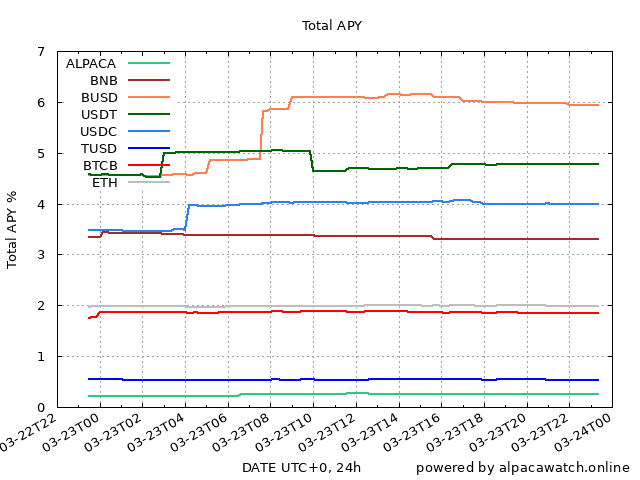 Total APY
7
6
5
4
3
2
1
0
Total APY %
ALPACA
BNB
BUSD
USDT
USDC
TUSD
BTCB
ETH
03-22T22
03-23T00
03-23T02
03-23T04
03-23T06
03-23T08
03-23T10
03-23T12
03-23T14
03-23T16
03-23T18
03-23T20
03-23T22
03-24T00
DATE UTC+0, 24h
powered by alpacawatch.online